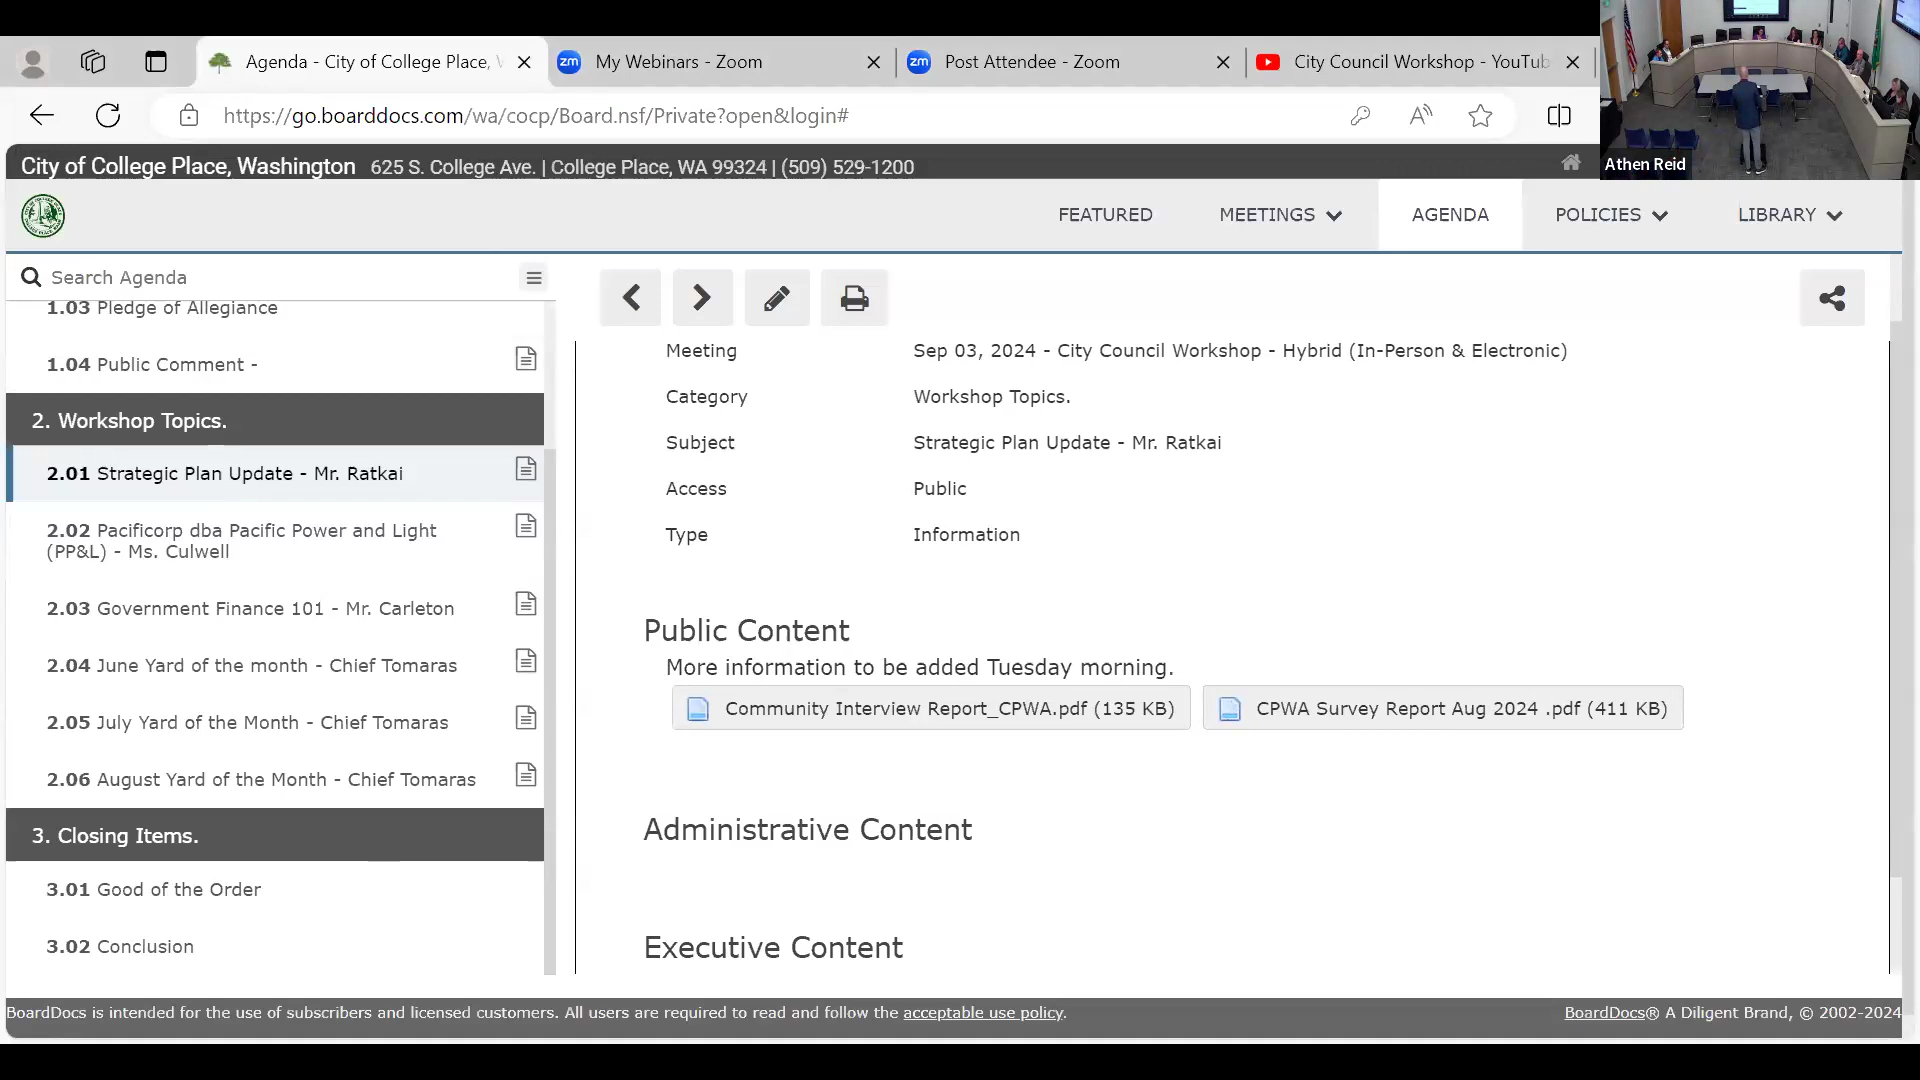 Agenda - City of College Place, W
My Webinars - Zoom
Post Attendee - Zoom
City Council Workshop - YouTub
https://go.boarddocs.com/wa/cocp/Board.nsf/Private?open&login#
Athen Reid
City of College Place, Washington 625 S. College Ave. | College Place, WA 99324 | (509) 529-1200
FEATURED
MEETINGS
AGENDA
POLICIES
LIBRARY
Search Agenda
1.03 Pledge of Allegiance
1.04 Public Comment -
2. Workshop Topics.
2.01 Strategic Plan Update - Mr. Ratkai
2.02 Pacificorp dba Pacific Power and Light
(PP&L) - Ms. Culwell
2.03 Government Finance 101 - Mr. Carleton
2.04 June Yard of the month - Chief Tomaras
2.05 July Yard of the Month - Chief Tomaras
2.06 August Yard of the Month - Chief Tomaras
3. Closing Items.
3.01 Good of the Order
3.02 Conclusion
Meeting Sep 03, 2024 - City Council Workshop - Hybrid (In-Person & Electronic)
Category Workshop Topics.
Subject Strategic Plan Update - Mr. Ratkai
Access Public
Type Information
Public Content
More information to be added Tuesday morning.
Community Interview Report_CPWA.pdf (135 KB)
CPWA Survey Report Aug 2024 .pdf (411 KB)
Administrative Content
Executive Content
BoardDocs is intended for the use of subscribers and licensed customers. All users are required to read and follow the acceptable use policy.
BoardDocs® A Diligent Brand, © 2002-2024